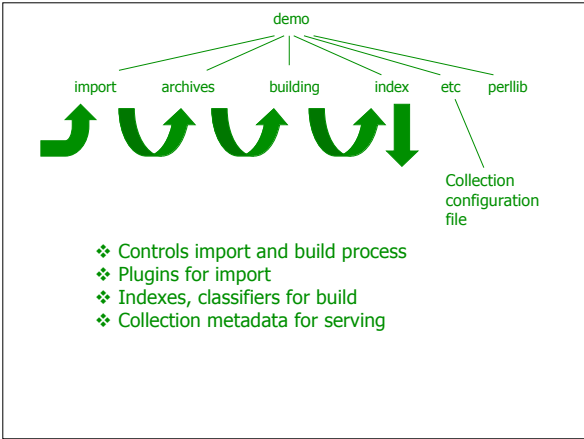 demo
import archives building index etc perllib
Collection
configuration
file
❖ Controls import and build process
❖ Plugins for import
❖ Indexes, classifiers for build
❖ Collection metadata for serving